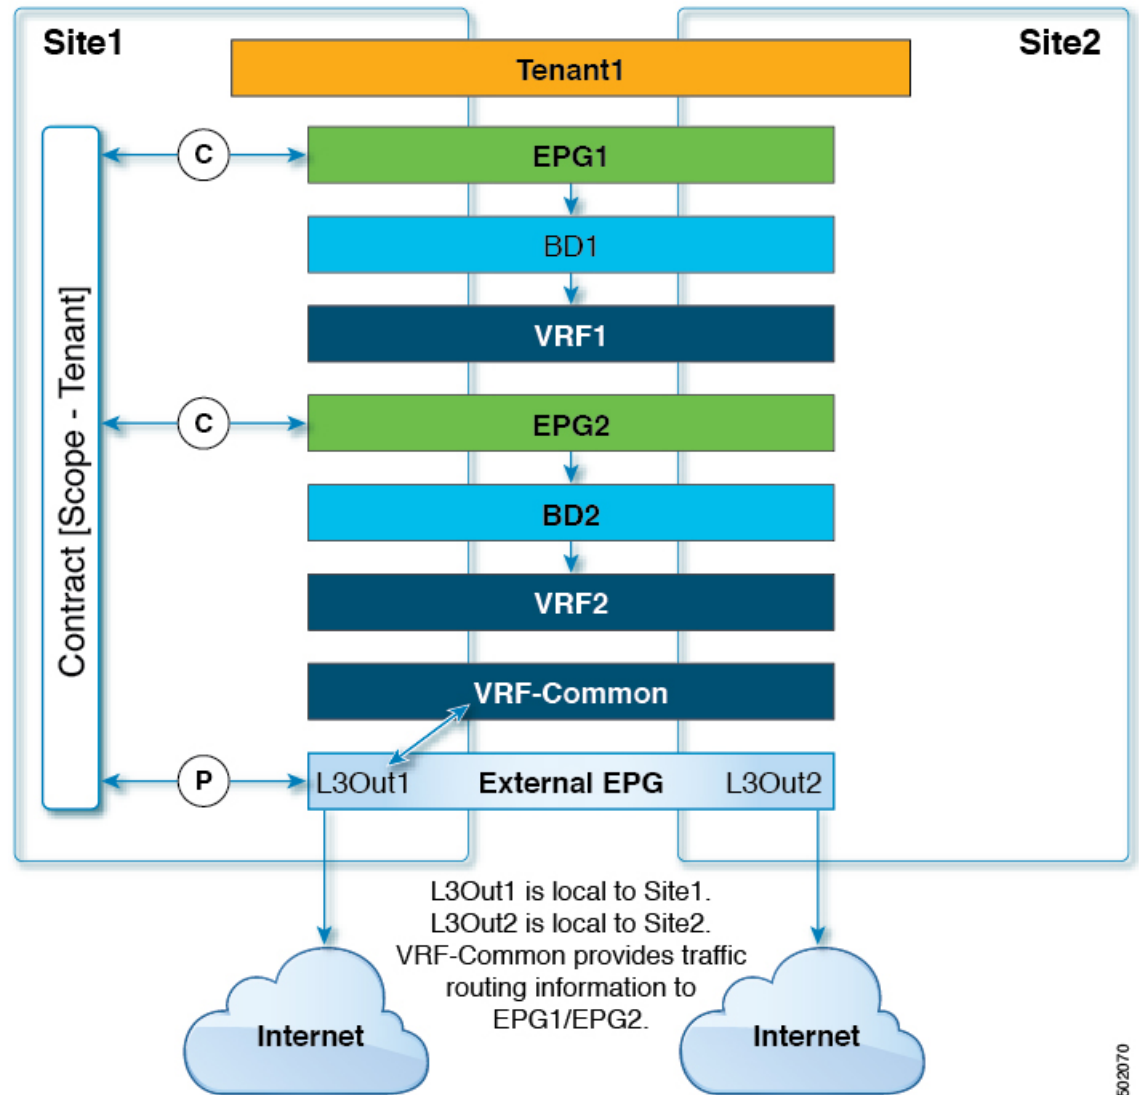 Site1
Site2
Tenant1
Contract [Scope - Tenant]
C
EPG1
BD1
VRF1
C
EPG2
BD2
VRF2
VRF-Common
P
L3Out1
External EPG
L3Out2
L3Out1 is local to Site1.
L3Out2 is local to Site2.
VRF-Common provides traffic
routing information to
EPG1/EPG2.
Internet
Internet
502070